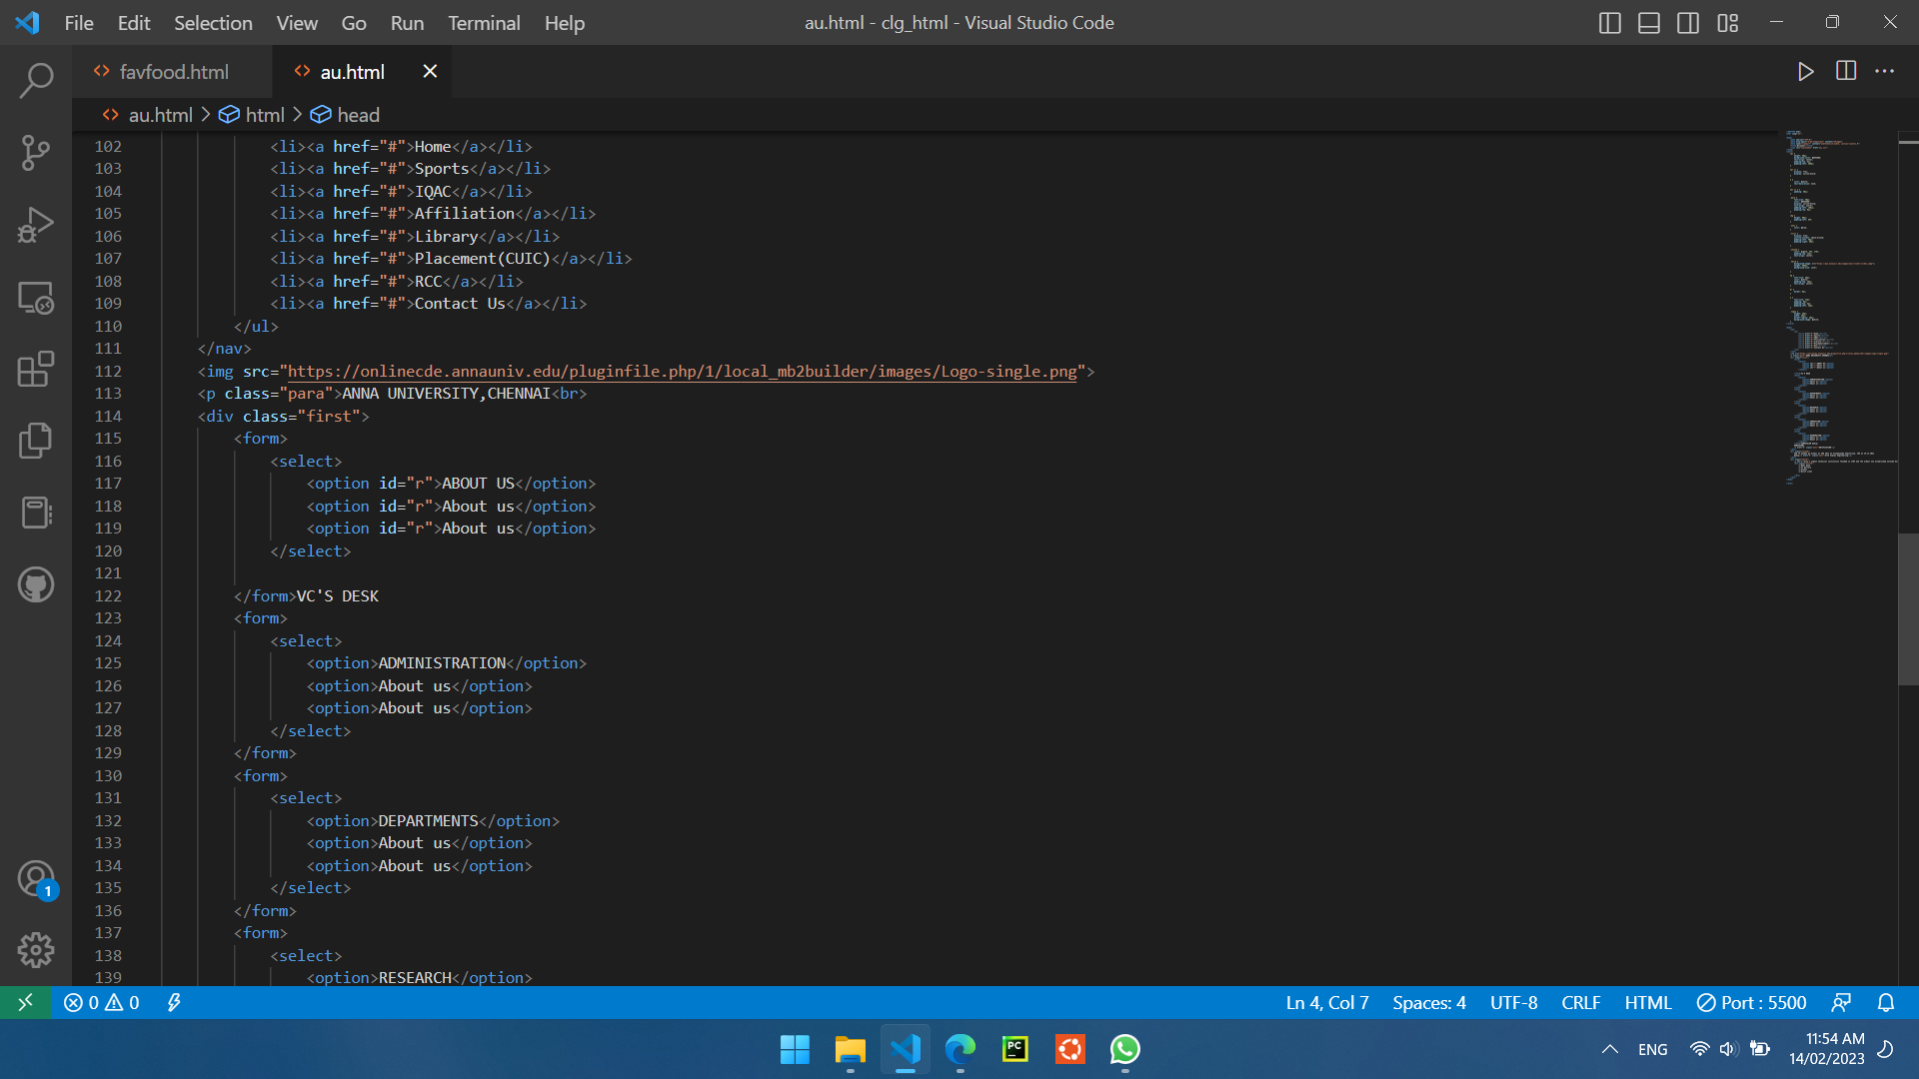 File Edit Selection View Go Run Terminal Help au.html - clg_html - Visual Studio Code
favfood.html au.html
au.html html head
102 <li><a href="#">Home</a></li>
103 <li><a href="#">Sports</a></li>
104 <li><a href="#">IQAC</a></li>
105 <li><a href="#">Affiliation</a></li>
106 <li><a href="#">Library</a></li>
107 <li><a href="#">Placement(CUIC)</a></li>
108 <li><a href="#">RCC</a></li>
109 <li><a href="#">Contact Us</a></li>
110 </ul>
111 </nav>
112 <img src="https://onlinecde.annauniv.edu/pluginfile.php/1/local_mb2builder/images/Logo-single.png">
113 <p class="para">ANNA UNIVERSITY,CHENNAI<br>
114 <div class="first">
115 <form>
116 <select>
117 <option id="r">ABOUT US</option>
118 <option id="r">About us</option>
119 <option id="r">About us</option>
120 </select>
121
122 </form>VC'S DESK
123 <form>
124 <select>
125 <option>ADMINISTRATION</option>
126 <option>About us</option>
127 <option>About us</option>
128 </select>
129 </form>
130 <form>
131 <select>
132 <option>DEPARTMENTS</option>
133 <option>About us</option>
134 <option>About us</option>
135 </select>
136 </form>
137 <form>
138 <select>
139 <option>RESEARCH</option>
1
0 0 Ln 4, Col 7 Spaces: 4 UTF-8 CRLF HTML Port : 5500
PC ENG 11:54 AM
14/02/2023